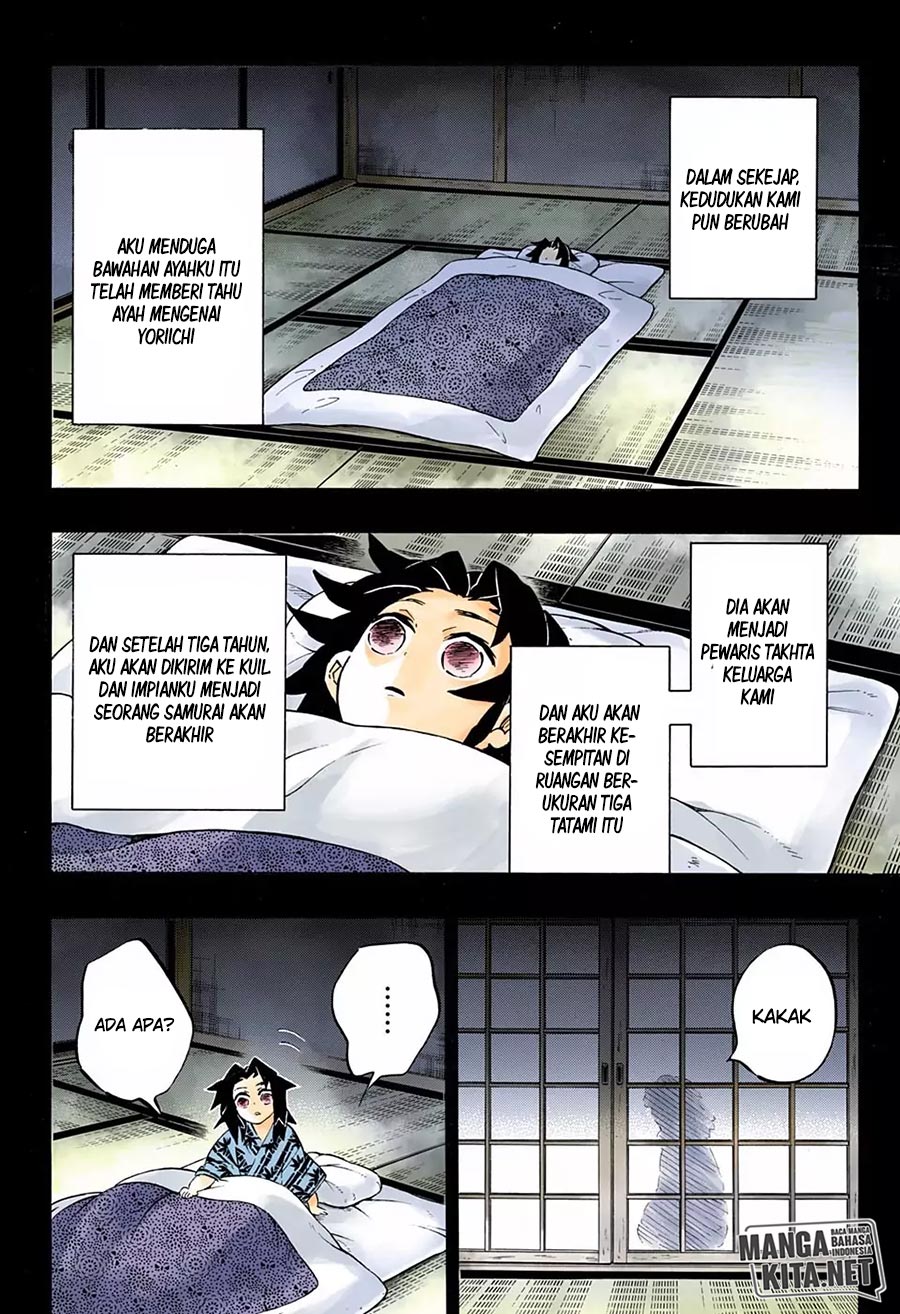 DALAM SEKEJAP,
KEDUDUKAN KAMI
PUN BERUBAH
AKU MENDUGA
BAWAHAN AYAHKU ITU
TELAH MEMBERI TAHU
AYAH MENGENAI
YORIICHI
DIA AKAN
MENJADI
PEWARIS TAKHTA
KELUARGA
KAMI
DAN AKU AKAN
BERAKHIR KE-
SEMPITAN DI
RUANGAN BER-
UKURAN TIGA
TATAMI ITU
DAN SETELAH TIGA TAHUN,
AKU AKAN DIKIRIM KE KUIL.
DAN IMPIANKU MENJADI
SEORANG SAMURAI AKAN
BERAKHIR
KAKAK
......
ADA APA?
MANGA BACA MANGA
BAHASA
INDONESIA
KITA.NET